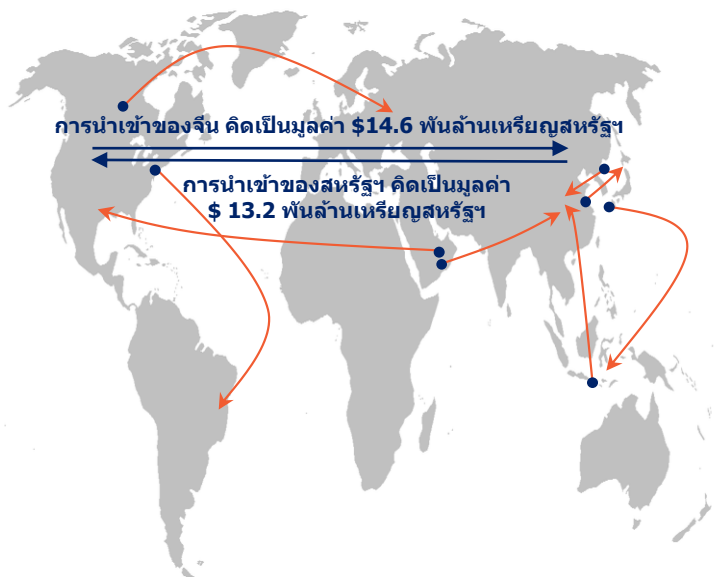 การนำเข้าของจีน คิดเป็นมูลค่า $14.6 พันล้านเหรียญสหรัฐฯ
การนำเข้าของสหรัฐฯ คิดเป็นมูลค่า
$ 13.2 พันล้านเหรียญสหรัฐฯ